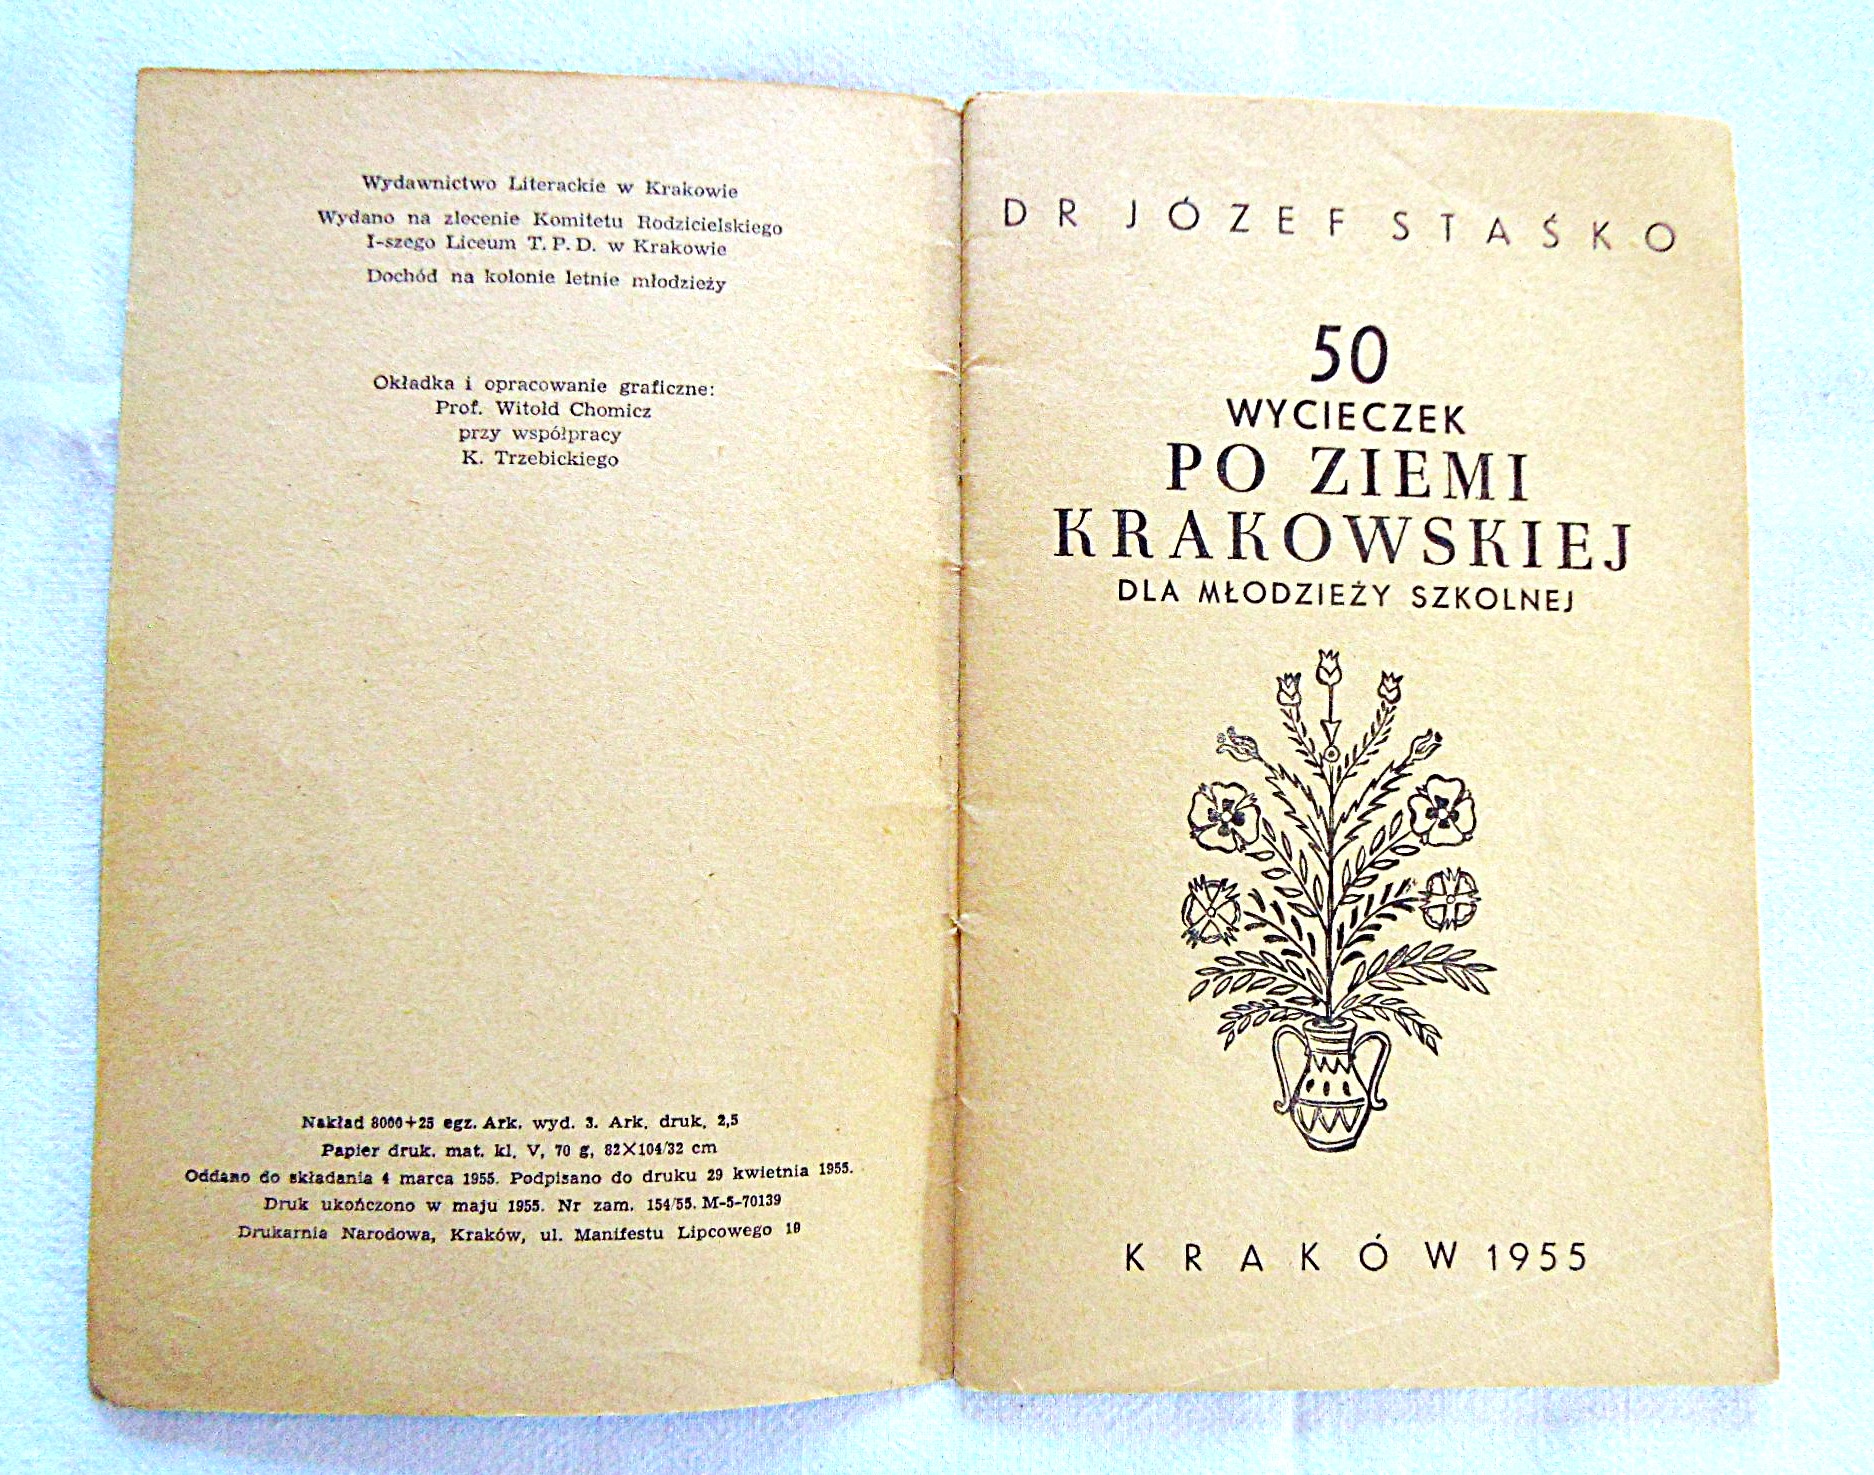 Wydawnictwo Literackie w Krakowie
Wydano na zlecenie Komitetu Rodzicielskiego
I-szego Liceum T. P. D. w Krakowie
Dochód na kolonie letnie młodzieży
Okładka i opracowanie graficzne:
Prof. Witold Chomicz
przy współpracy
K. Trzebickiego
Nakład 8000+25 egz. Ark. wyd. 3. Ark. druk. 2,5
Papier druk. mat. kl. V, 70 g, 82X104/32 cm
Oddano do składania 4 marca 1955. Podpisano do druku 29 kwietnia 1955.
Druk ukończono w maju 1955. Nr zam. 154/55. M-5-70139
Drukarnia Narodowa, Kraków, ul. Manifestu Lipcowego 19
DR JÓZEF STAŚKO
50
WYCIECZEK
PO ZIEMI
KRAKOWSKIEJ
DLA MŁODZIEŻY SZKOLNEJ
KRAKÓW 1955